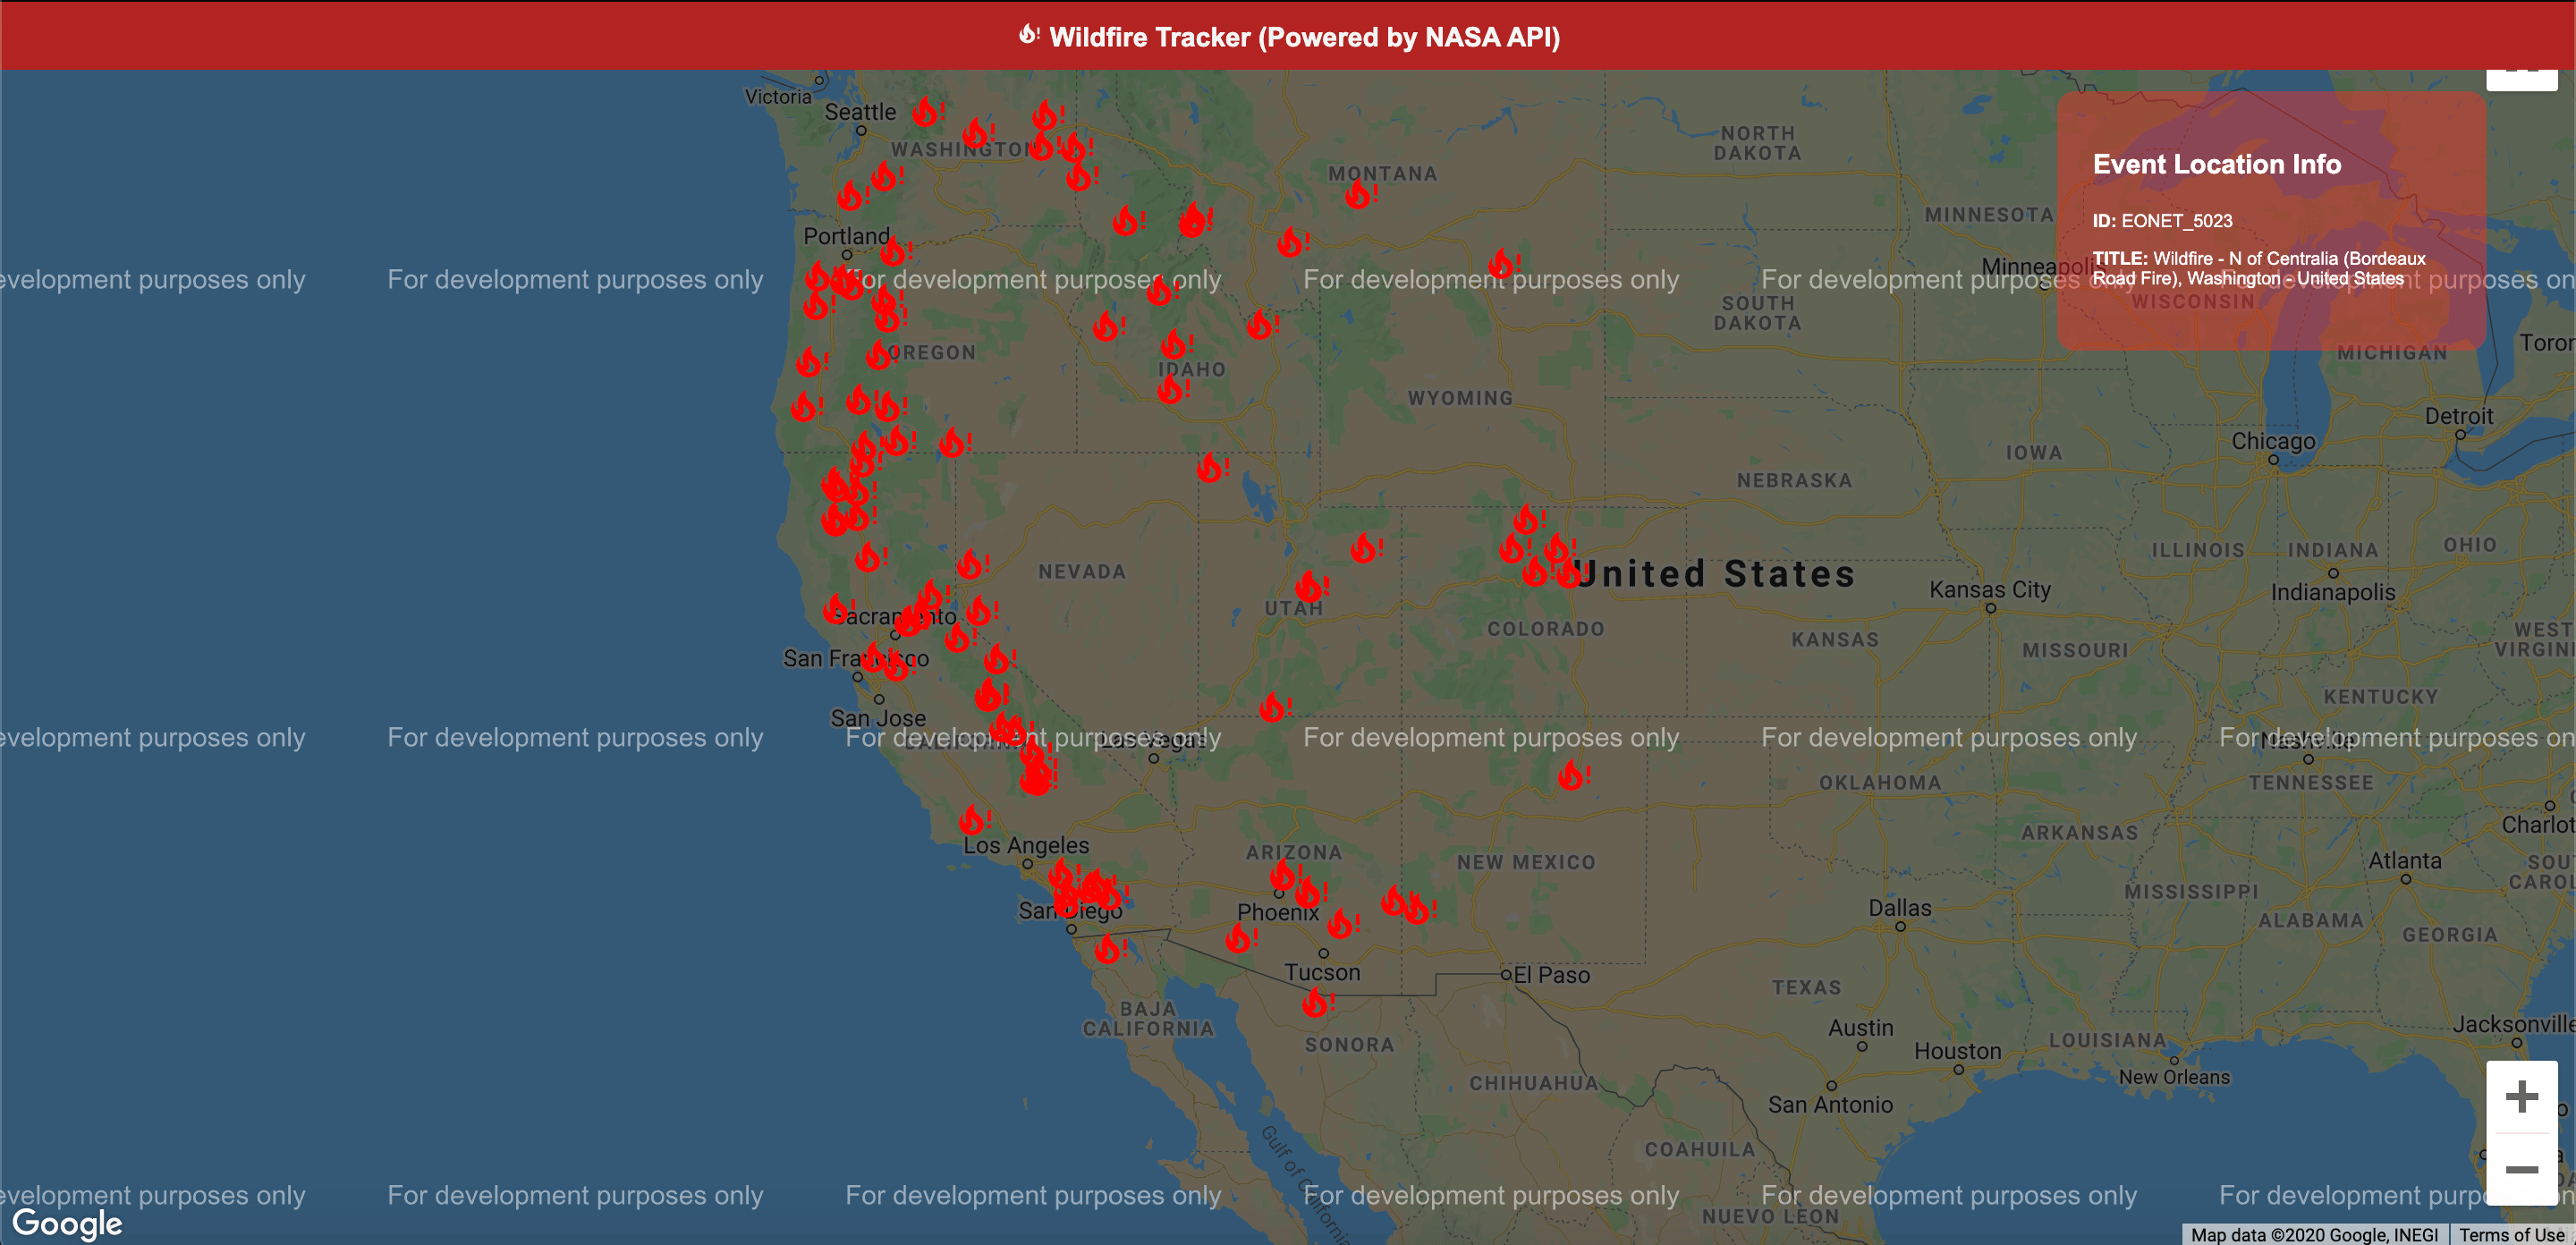 Wildfire Tracker (Powered by NASA API)
Victoria
Seattle
WASHINGTON
MONTANA
NORTH
DAKOTA
MINNESOTA
Event Location Info
ID: EONET_5023
TITLE: Wildfire - N of Centralia (Bordeaux
Road Fire), Washington - United States
Portland
Minneapolis
evelopment purposes only
For development purposes only
For development purposes only
For development purposes only
For development purposes only
For development purposes on
WISCONSIN
SOUTH
DAKOTA
OREGON
IDAHO
MICHIGAN
Toron
WYOMING
Detroit
Chicago
IOWA
NEBRASKA
ILLINOIS
INDIANA
OHIO
NEVADA
United States
Kansas City
Indianapolis
UTAH
Sacramento
COLORADO
KANSAS
MISSOURI
WEST
VIRGINI
San Francisco
KENTUCKY
San Jose
evelopment purposes only
For development purposes only
For development purposes only
For development purposes only
For development purposes only
For development purposes on
CALIFORNIA
Las Vegas
Nashville
OKLAHOMA
TENNESSEE
Charlot
ARKANSAS
Los Angeles
ARIZONA
NEW MEXICO
Atlanta
SOU
CAROL
MISSISSIPPI
San Diego
Phoenix
Dallas
ALABAMA
GEORGIA
Tucson
El Paso
TEXAS
BAJA
CALIFORNIA
SONORA
Austin
Jacksonville
LOUISIANA
Houston
CHIHUAHUA
New Orleans
San Antonio
COAHUILA
Gulf of California
evelopment purposes only
For development purposes only
For development purposes only
For development purposes only
For development purposes only
For development purp
on
NUEVO LEON
Google
Map data ©2020 Google, INEGI
Terms of Use